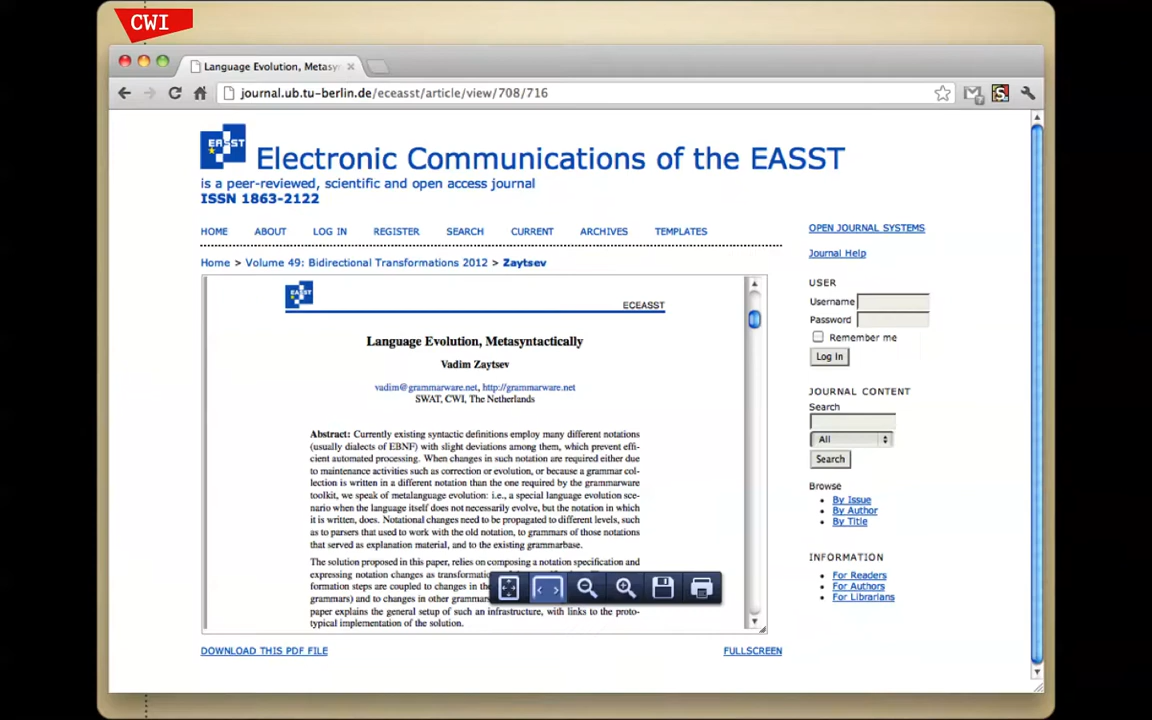 CWI
Language Evolution, Metasy
journal.ub.tu-berlin.de/eceasst/article/view/708/716
EASST
Electronic Communications of the EASST
is a peer-reviewed, scientific and open access journal
ISSN 1863-2122
HOME ABOUT LOG IN REGISTER SEARCH CURRENT ARCHIVES TEMPLATES
Home > Volume 49: Bidirectional Transformations 2012 > Zaytsev
ECEASST
Language Evolution, Metasyntactically
Vadim Zaytsev
vadim@grammarware.net, http://grammarware.net
SWAT, CWI, The Netherlands
Abstract: Currently existing syntactic definitions employ many different notations
(usually dialects of EBNF) with slight deviations among them, which prevent effi-
cient automated processing. When changes in such notation are required either due
to maintenance activities such as correction or evolution, or because a grammar col-
lection is written in a different notation than the one required by the grammarware
toolkit, we speak of metalanguage evolution: i.e., a special language evolution sce-
nario when the language itself does not necessarily evolve, but the notation in which
it is written, does. Notational changes need to be propagated to different levels, such
as to parsers that used to work with the old notation, to grammars of those notations
that served as explanation material, and to the existing grammarbase.
The solution proposed in this paper, relies on composing a notation specification and
expressing notation changes as transformatio
formation steps are coupled to changes in the
grammars) and to changes in other grammar
paper explains the general setup of such an infrastructure, with links to the proto-
typical implementation of the solution.
DOWNLOAD THIS PDF FILE
FULLSCREEN
OPEN JOURNAL SYSTEMS
Journal Help
USER
Username
Password
Remember me
Log In
JOURNAL CONTENT
Search
All
Search
Browse
By Issue
By Author
By Title
INFORMATION
For Readers
For Authors
For Librarians